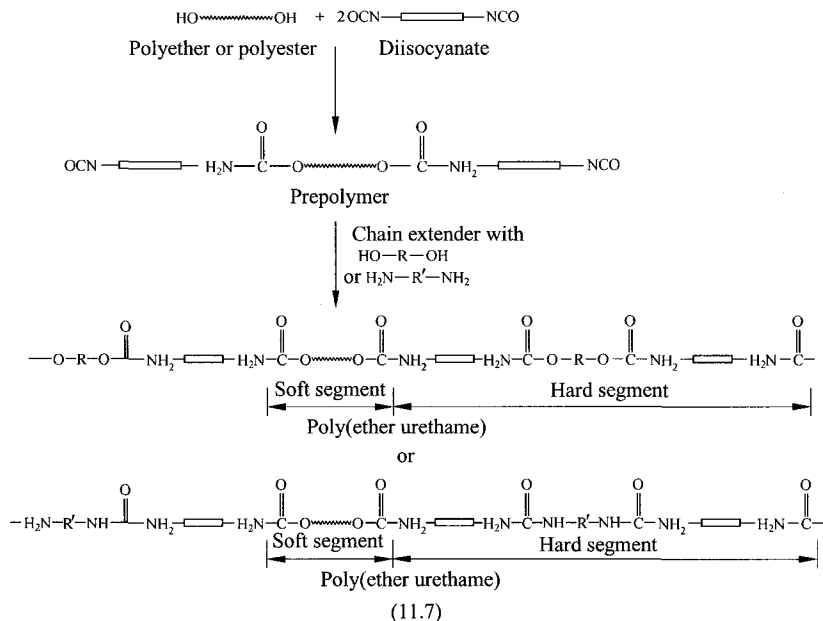 HO OH + 2OCN NCO
Polyether or polyester Diisocyanate
O O
OCN H₂N C O O C NH₂ NCO
Prepolymer
Chain extender with
HO—R—OH
or H₂N—R'—NH₂
O O O O O O
—O—R—O NH₂ H₂N—C—O O—C—NH₂ H₂N—C—O—R—O—C—NH₂ H₂N—C—
Soft segment Hard segment
Poly(ether urethame)
or
O O O O O O
—H₂N—R'—NH NH₂ H₂N—C—O O—C—NH₂ H₂N—C—NH—R'—NH—C—NH₂ H₂N—C—
Soft segment Hard segment
Poly(ether urethame)
(11.7)